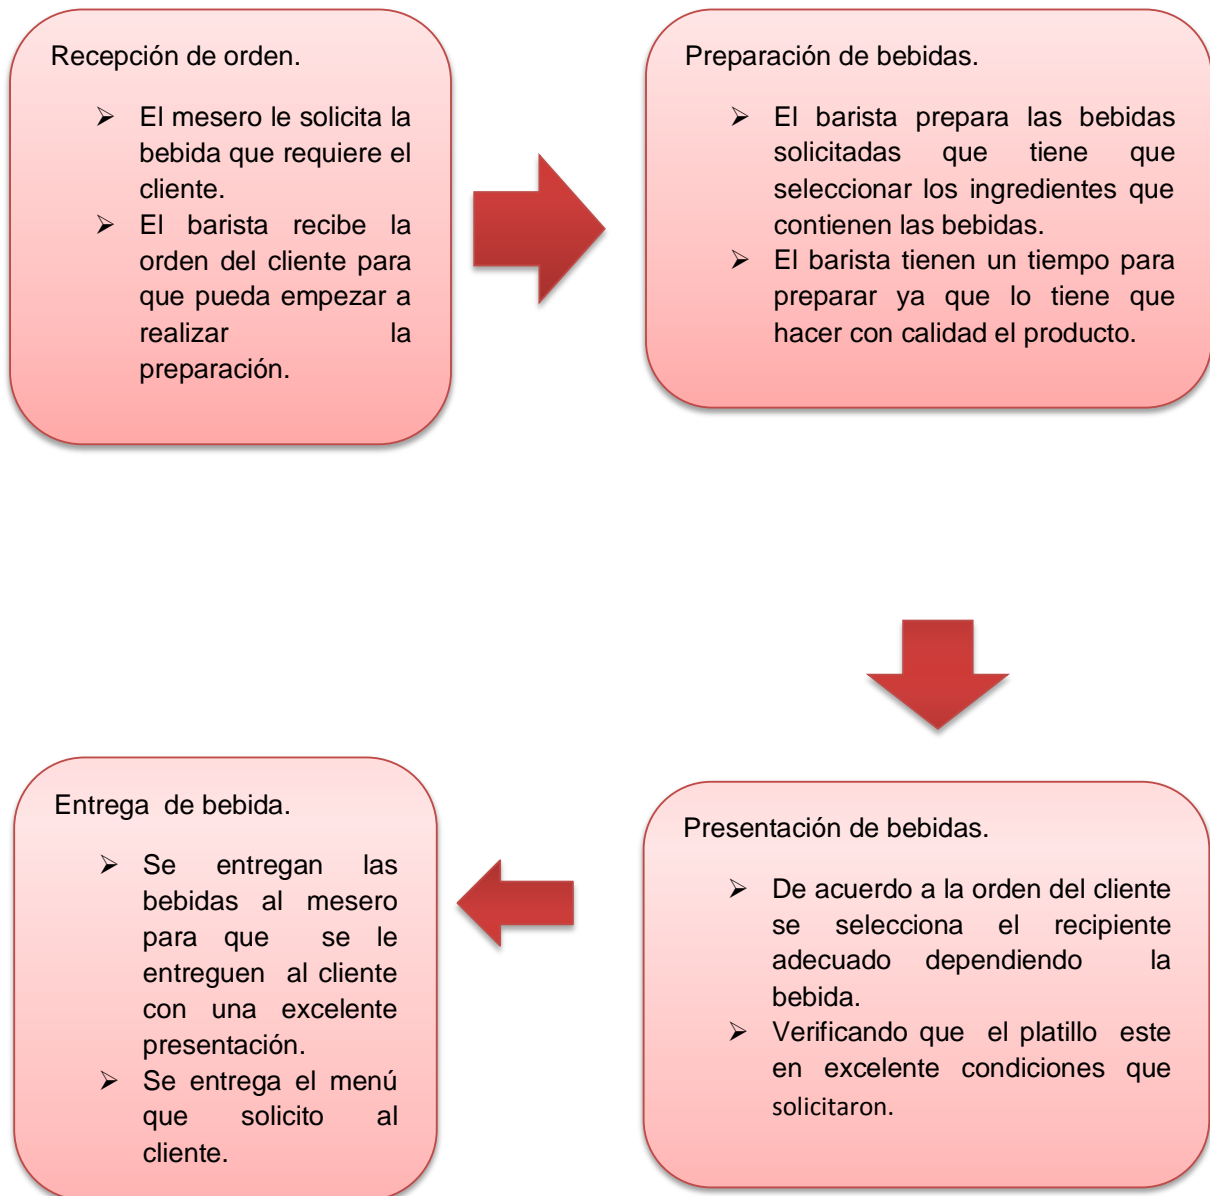 Recepción de orden.
➢ El mesero le solicita la
bebida que requiere el
cliente.
➢ El barista recibe la
orden del cliente para
que pueda empezar a
realizar la
preparación.
Preparación de bebidas.
➢ El barista prepara las bebidas
solicitadas que tiene que
seleccionar los ingredientes que
contienen las bebidas.
➢ El barista tienen un tiempo para
preparar ya que lo tiene que
hacer con calidad el producto.
Presentación de bebidas.
➢ De acuerdo a la orden del cliente
se selecciona el recipiente
adecuado dependiendo la
bebida.
➢ Verificando que el platillo este
en excelente condiciones que
solicitaron.
Entrega de bebida.
➢ Se entregan las
bebidas al mesero
para que se le
entreguen al cliente
con una excelente
presentación.
➢ Se entrega el menú
que solicito al
cliente.